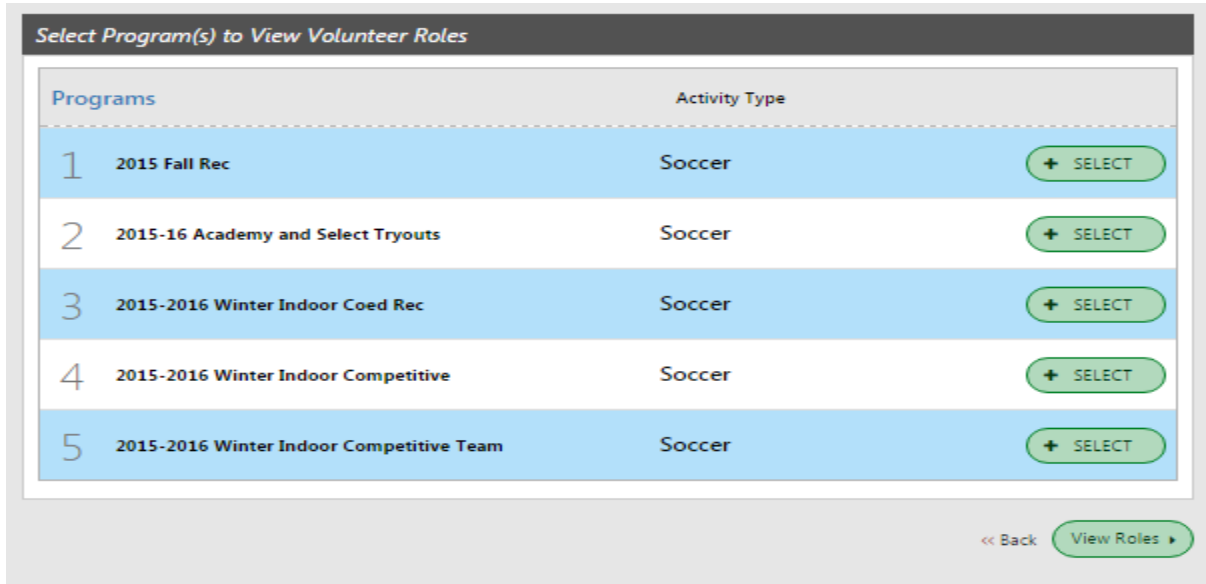 Select Program(s) to View Volunteer Roles
Programs Activity Type
1 2015 Fall Rec Soccer + SELECT
2 2015-16 Academy and Select Tryouts Soccer + SELECT
3 2015-2016 Winter Indoor Coed Rec Soccer + SELECT
4 2015-2016 Winter Indoor Competitive Soccer + SELECT
5 2015-2016 Winter Indoor Competitive Team Soccer + SELECT
« Back View Roles ▸